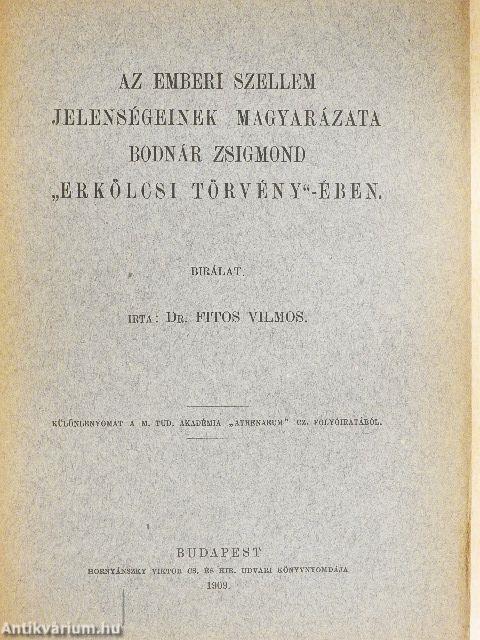 AZ EMBERI SZELLEM
JELENSÉGEINEK MAGYARÁZATA
BODNÁR ZSIGMOND
„ERKÖLCSI TÖRVÉNY“-ÉBEN.
BIRÁLAT.
IRTA: DR. FITOS VILMOS.
KÜLÖNLENYOMAT A M. TUD. AKADÉMIA „ATHENAEUM“ CZ. FOLYÓIRATÁBÓL.
BUDAPEST
HORNYÁNSZKY VIKTOR CS. ÉS KIR. UDVARI KÖNYVNYOMDÁJA
1909.
Antikvárium.hu